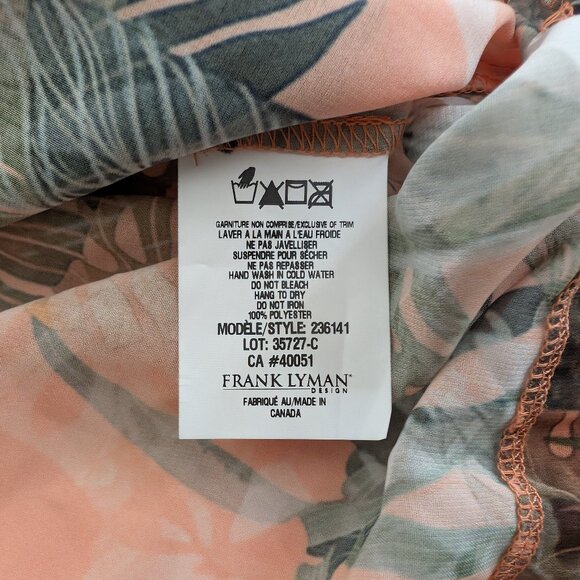 GARNITURE NON COMPRISE/EXCLUSIVE OF TRIM
LAVER A LA MAIN A L'EAU FROIDE
NE PAS JAVELLISER
SUSPENDRE POUR SÉCHER
NE PAS REPASSER
HAND WASH IN COLD WATER
DO NOT BLEACH
HANG TO DRY
DO NOT IRON
100% POLYESTER
MODÈLE/STYLE: 236141
LOT: 35727-C
CA #40051
FRANK LYMAN®
DESIGN
FABRIQUÉ AU/MADE IN
CANADA